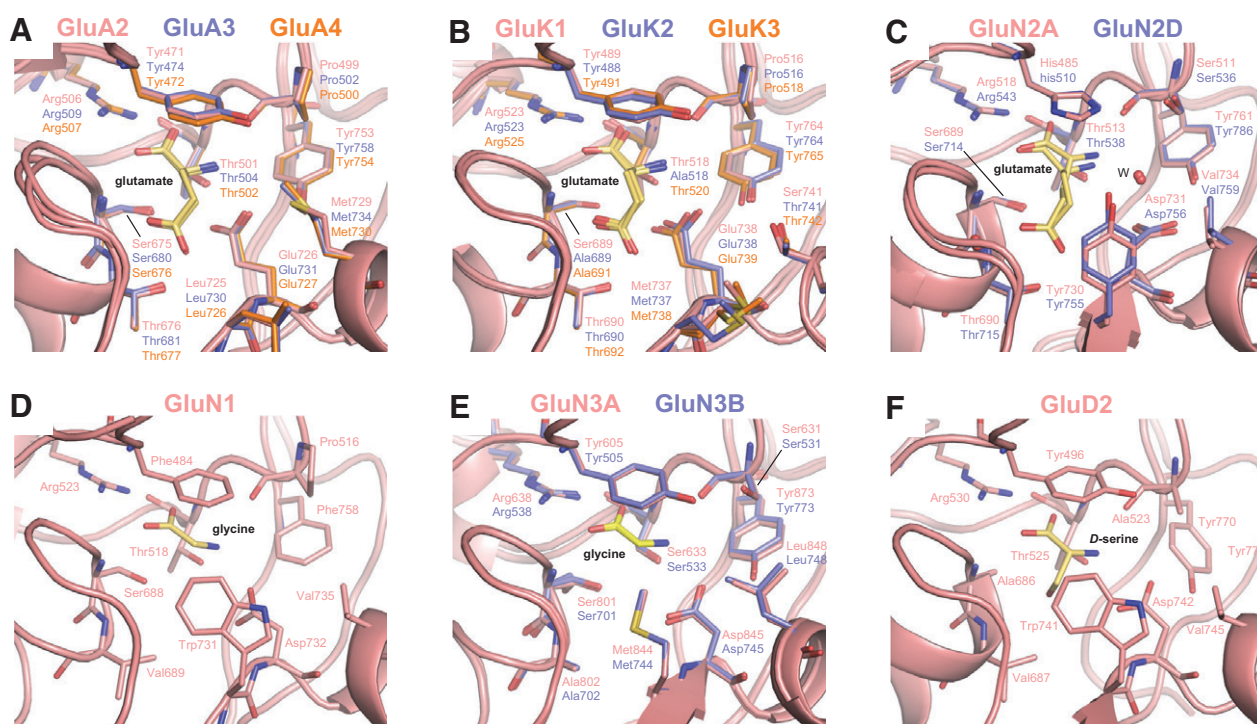 A GluA2 GluA3 GluA4
Tyr471
Tyr474
Tyr472
Pro499
Pro502
Pro500
Arg506
Arg509
Arg507
Tyr753
Tyr758
Tyr754
Thr501
Thr504
Thr502
glutamate
Met729
Met734
Met730
Ser675
Ser680
Ser676
Glu726
Glu731
Glu727
Leu725
Leu730
Leu726
Thr676
Thr681
Thr677
B GluK1 GluK2 GluK3
Tyr489
Tyr488
Tyr491
Pro516
Pro516
Pro518
Arg523
Arg523
Arg525
Tyr764
Tyr764
Tyr765
Thr518
Ala518
Thr520
glutamate
Ser741
Thr741
Thr742
Ser689
Ala689
Ala691
Glu738
Glu738
Glu739
Met737
Met737
Met738
Thr690
Thr690
Thr692
C GluN2A GluN2D
His485
his510
Ser511
Ser536
Arg518
Arg543
Tyr761
Tyr786
Thr513
Thr538
Ser689
Ser714
glutamate
W
Val734
Val759
Asp731
Asp756
Tyr730
Tyr755
Thr690
Thr715
D GluN1
Pro516
Phe484
Arg523
Phe758
glycine
Thr518
Ser688
Val735
Trp731
Asp732
Val689
E GluN3A GluN3B
Ser631
Ser531
Tyr605
Tyr505
Arg638
Arg538
Tyr873
Tyr773
glycine
Ser633
Ser533
Leu848
Leu748
Ser801
Ser701
Asp845
Asp745
Met844
Met744
Ala802
Ala702
F GluD2
Tyr496
Arg530
Ala523
Tyr770
D-serine
Thr525
Tyr77
Ala686
Asp742
Trp741
Val745
Val687